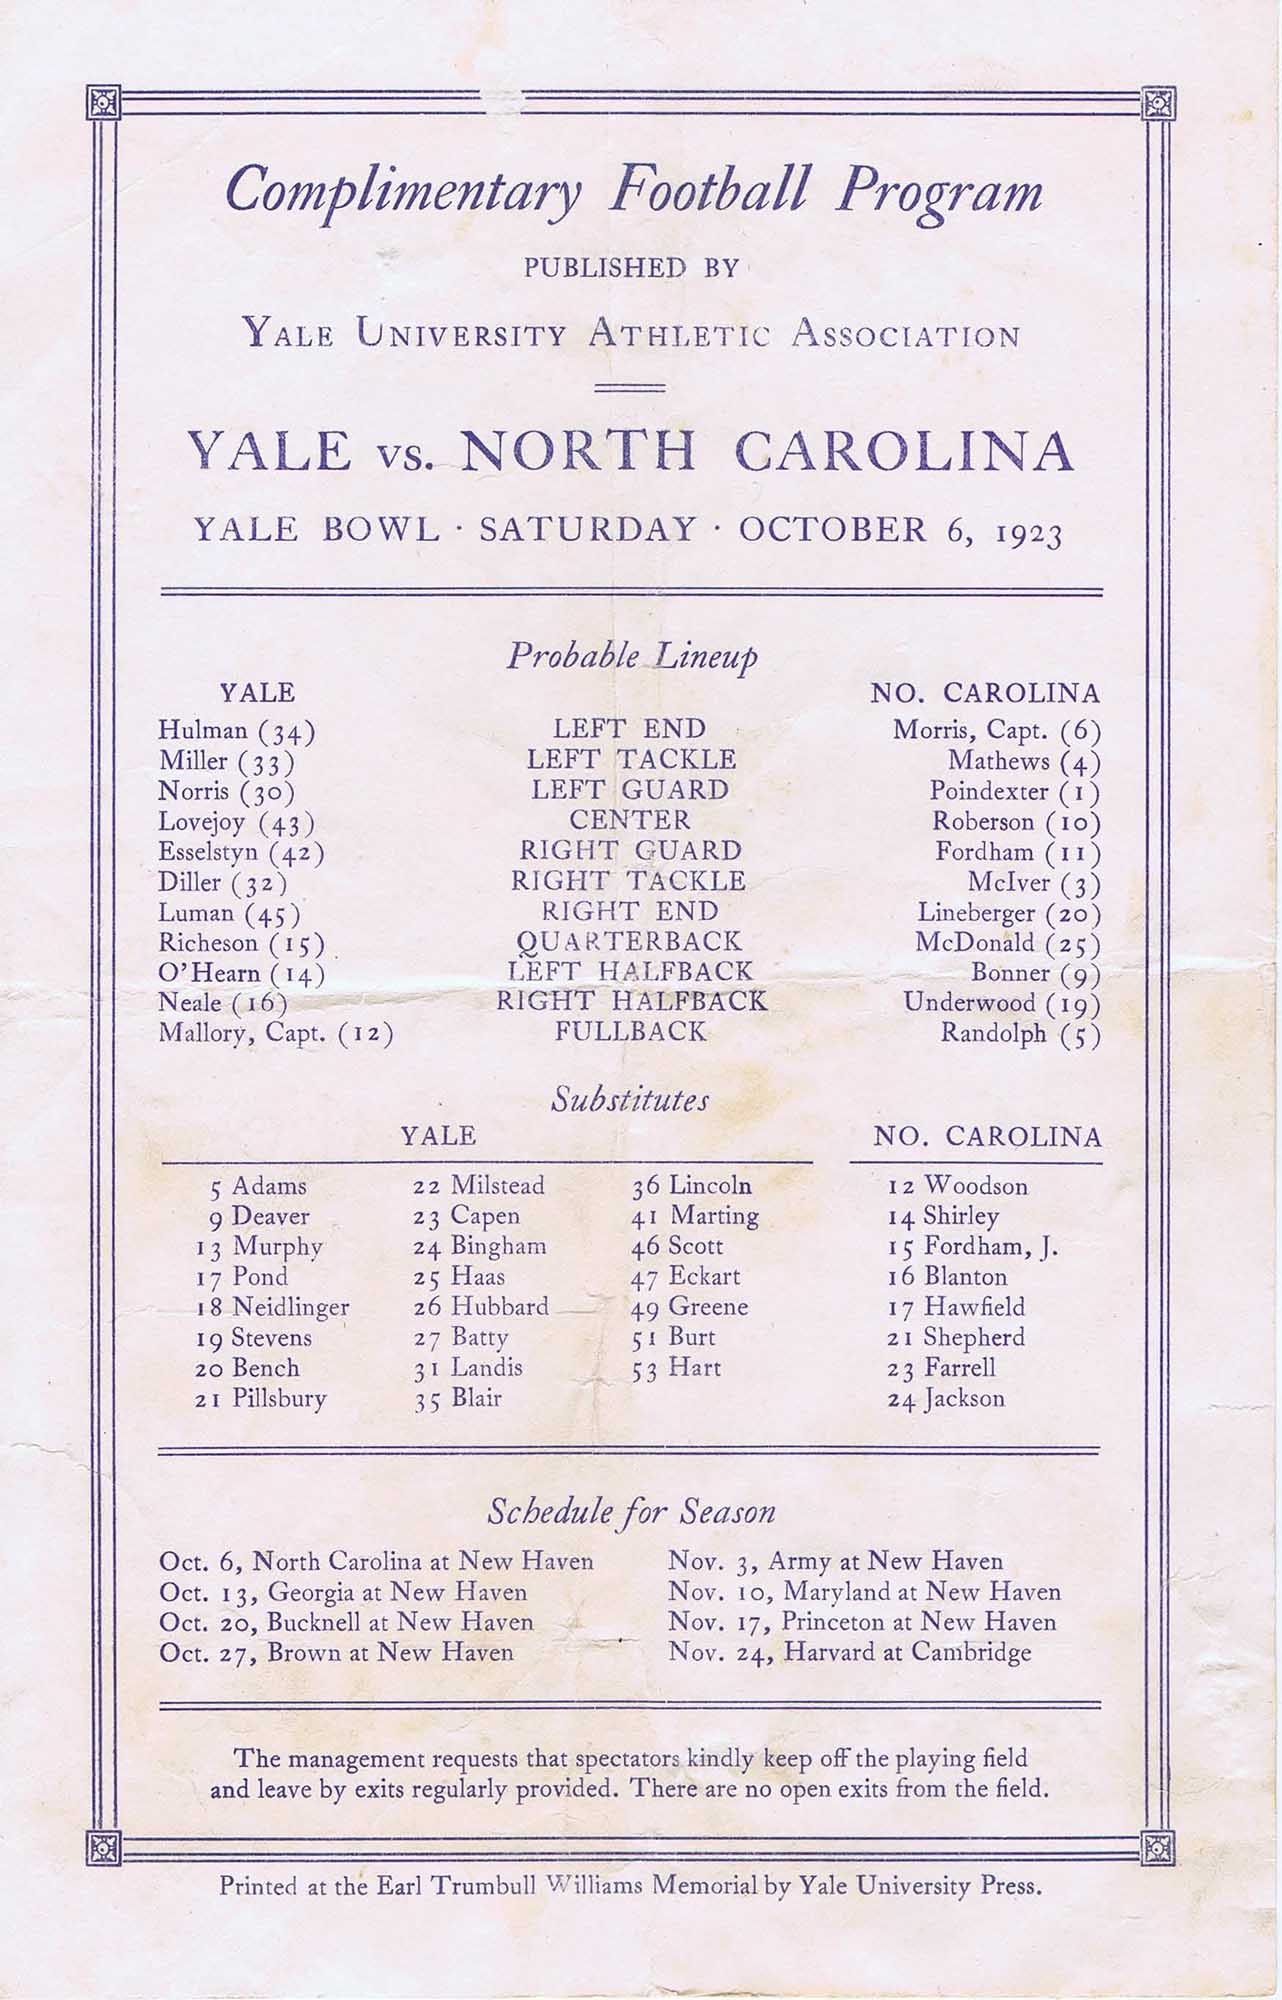 Complimentary Football Program
PUBLISHED BY
YALE UNIVERSITY ATHLETIC ASSOCIATION
YALE vs. NORTH CAROLINA
YALE BOWL · SATURDAY · OCTOBER 6, 1923
Probable Lineup
YALE NO. CAROLINA
Hulman (34) LEFT END Morris, Capt. (6)
Miller (33) LEFT TACKLE Mathews (4)
Norris (30) LEFT GUARD Poindexter (1)
Lovejoy (43) CENTER Roberson (10)
Esselstyn (42) RIGHT GUARD Fordham (11)
Diller (32) RIGHT TACKLE McIver (3)
Luman (45) RIGHT END Lineberger (20)
Richeson (15) QUARTERBACK McDonald (25)
O'Hearn (14) LEFT HALFBACK Bonner (9)
Neale (16) RIGHT HALFBACK Underwood (19)
Mallory, Capt. (12) FULLBACK Randolph (5)
Substitutes
YALE NO. CAROLINA
5 Adams 22 Milstead 36 Lincoln 12 Woodson
9 Deaver 23 Capen 41 Marting 14 Shirley
13 Murphy 24 Bingham 46 Scott 15 Fordham, J.
17 Pond 25 Haas 47 Eckart 16 Blanton
18 Neidlinger 26 Hubbard 49 Greene 17 Hawfield
19 Stevens 27 Batty 51 Burt 21 Shepherd
20 Bench 31 Landis 53 Hart 23 Farrell
21 Pillsbury 35 Blair 24 Jackson
Schedule for Season
Oct. 6, North Carolina at New Haven Nov. 3, Army at New Haven
Oct. 13, Georgia at New Haven Nov. 10, Maryland at New Haven
Oct. 20, Bucknell at New Haven Nov. 17, Princeton at New Haven
Oct. 27, Brown at New Haven Nov. 24, Harvard at Cambridge
The management requests that spectators kindly keep off the playing field
and leave by exits regularly provided. There are no open exits from the field.
Printed at the Earl Trumbull Williams Memorial by Yale University Press.